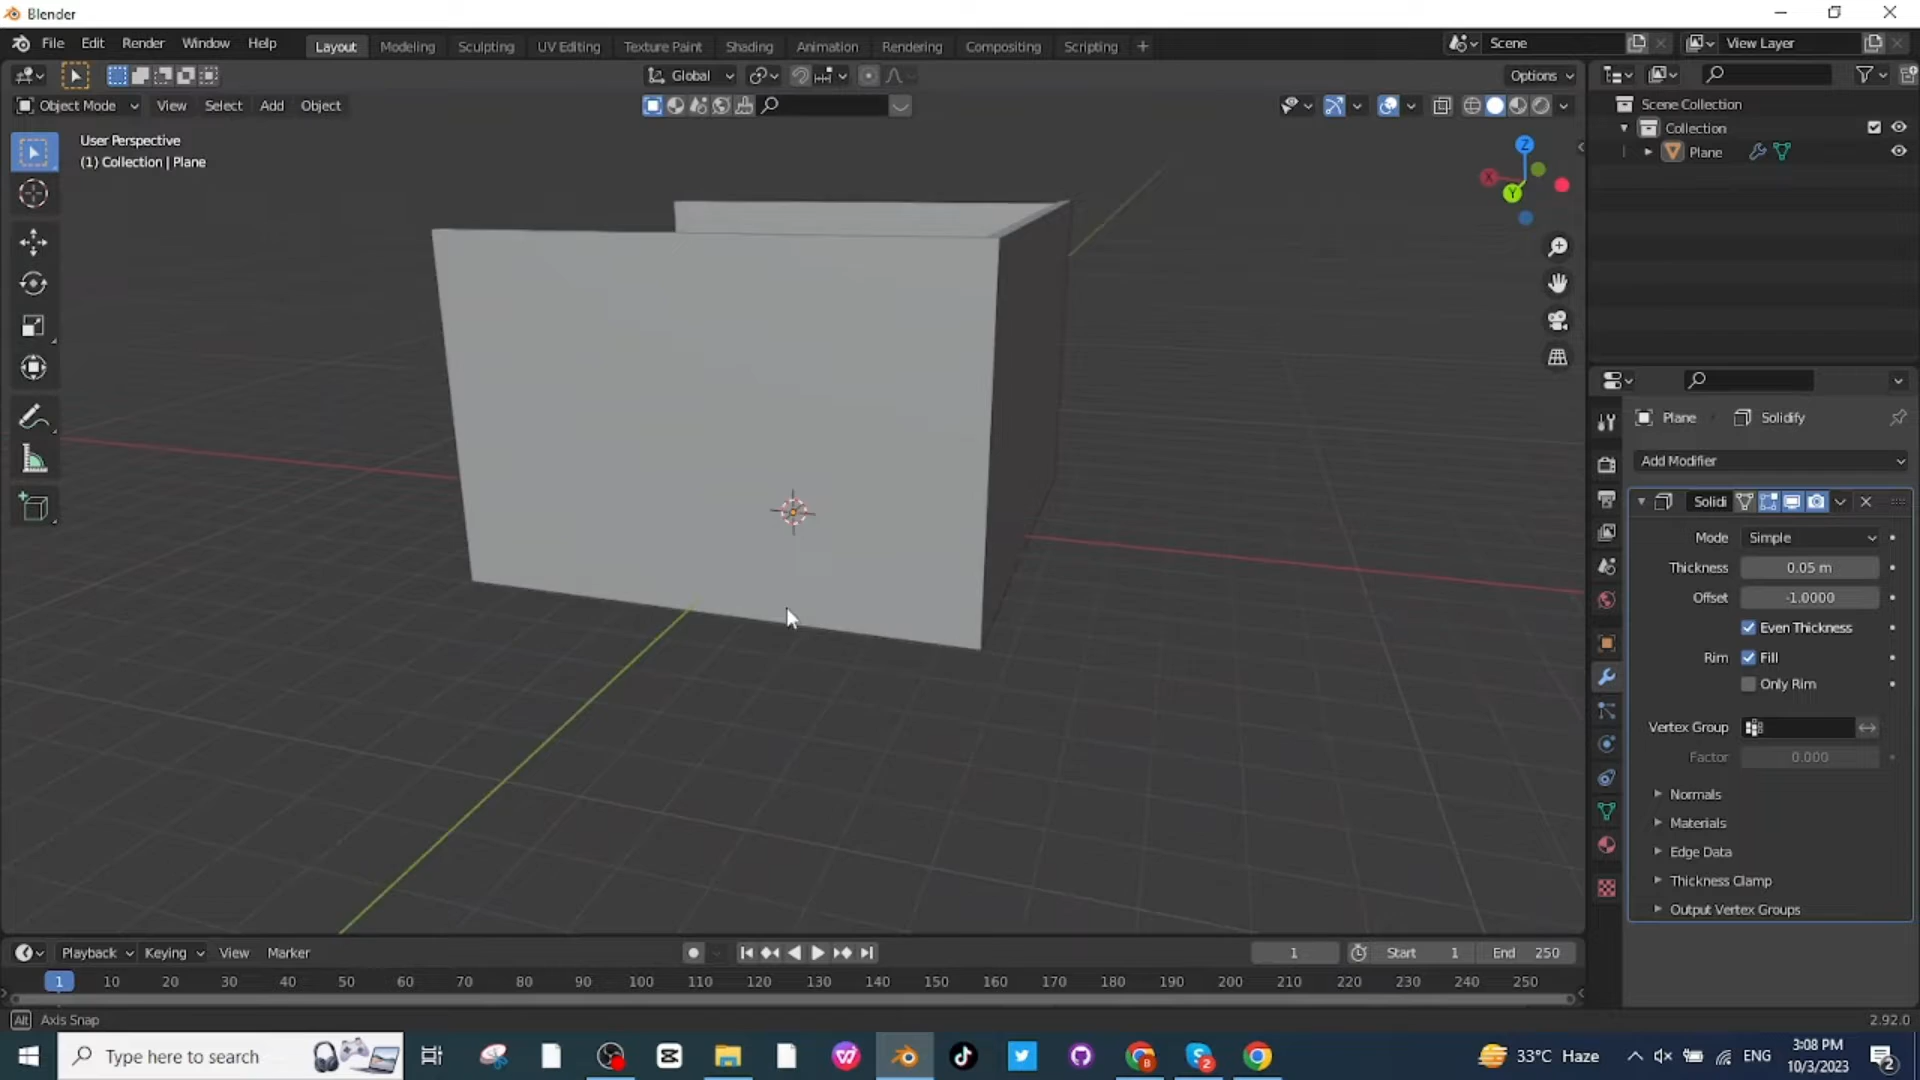 Blender
File Edit Render Window Help
Layout Modeling Sculpting UV Editing Texture Paint Shading Animation Rendering Compositing Scripting
Scene
View Layer
Global
Options
Object Mode View Select Add Object
User Perspective
(1) Collection | Plane
Z
X
Y
Scene Collection
Collection
Plane
Plane Solidify
Add Modifier
Solidi
Mode Simple
Thickness 0.05 m
Offset -1.0000
Even Thickness
Rim Fill
Only Rim
Vertex Group
Factor 0.000
Normals
Materials
Edge Data
Thickness Clamp
Output Vertex Groups
Playback Keying View Marker
1
Start 1
End 250
1 10 20 30 40 50 60 70 80 90 100 110 120 130 140 150 160 170 180 190 200 210 220 230 240 250
Alt Axis Snap
2.92.0
Type here to search
B
2
33°C Haze
ENG
3:08 PM
10/3/2023
2